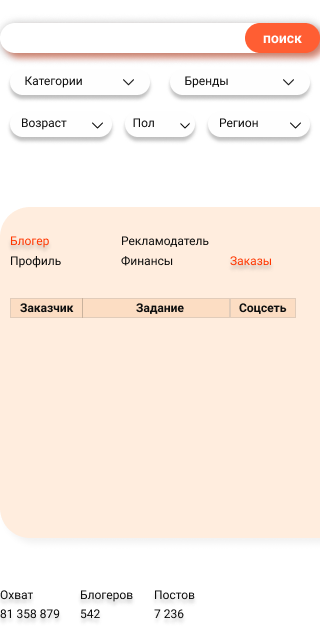 поиск
Категории Бренды
Возраст Пол Регион
Блогер Рекламодатель
Профиль Финансы Заказы
Заказчик Задание Соцсеть
Охват Блогеров Постов
81 358 879 542 7 236